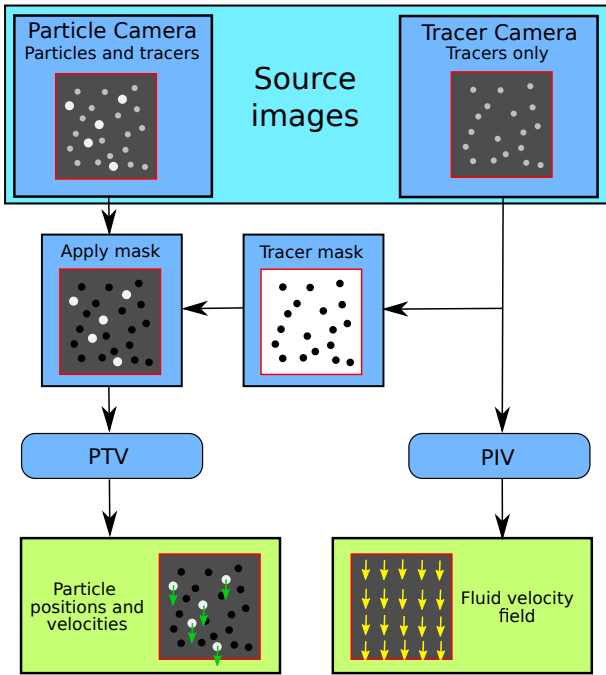 Particle Camera
Particles and tracers
Source
images
Tracer Camera
Tracers only
Apply mask
Tracer mask
PTV
PIV
Particle
positions and
velocities
Fluid velocity
field